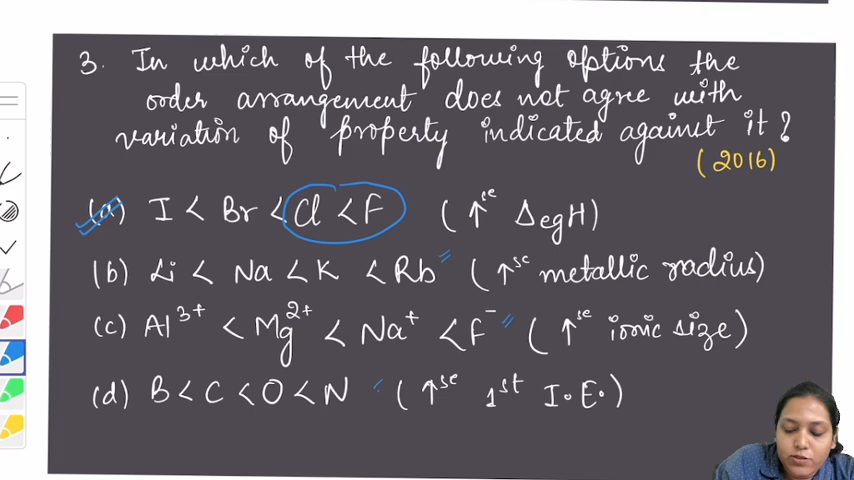 3. In which of the following options the
order arrangement does not agree with
variation of property indicated against it?
(2016)
(a) I < Br < Cl < F (↑se ΔegH)
(b) Li < Na < K < Rb (↑se metallic radius)
(c) Al³⁺ < Mg²⁺ < Na⁺ < F⁻ (↑se ionic size)
(d) B < C < O < N (↑se 1st I.E.)